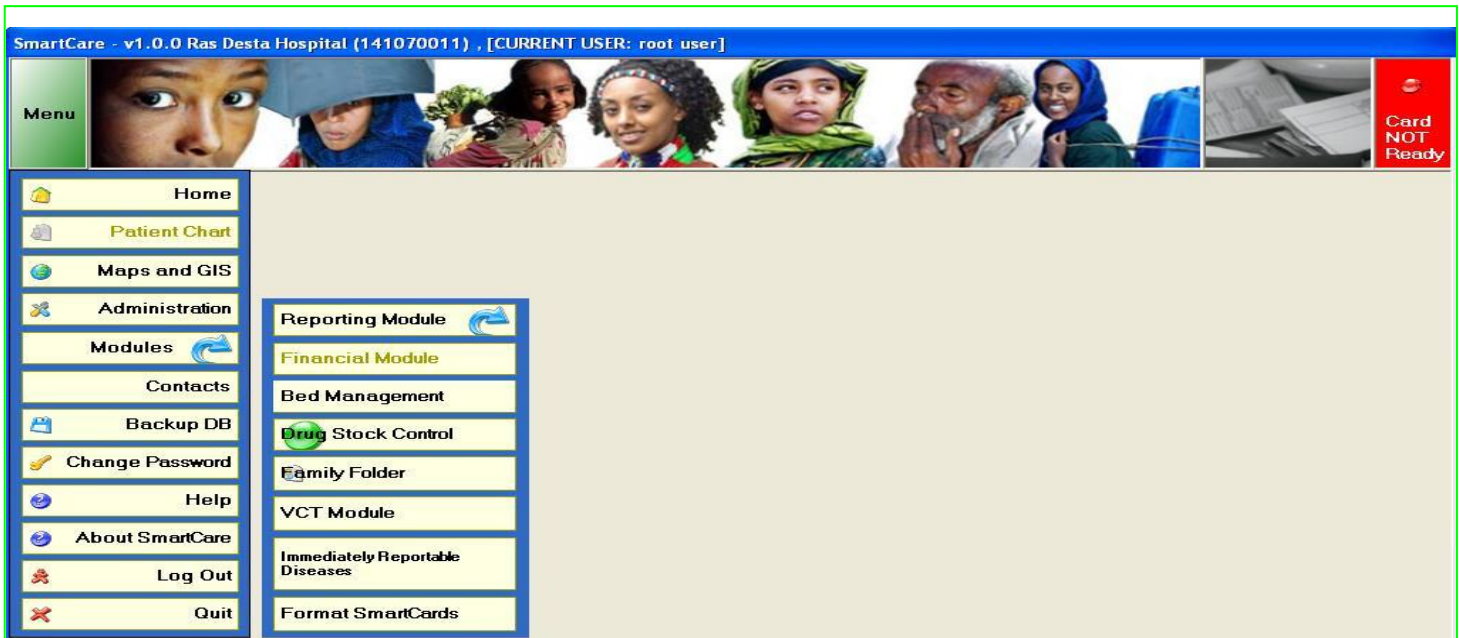 SmartCare - v1.0.0 Ras Desta Hospital (141070011) , [CURRENT USER: root user]
Menu
Card
NOT
Ready
Home
Patient Chart
Maps and GIS
Administration
Modules
Contacts
Backup DB
Change Password
Help
About SmartCare
Log Out
Quit
Reporting Module
Financial Module
Bed Management
Drug Stock Control
Family Folder
VCT Module
Immediately Reportable
Diseases
Format SmartCards